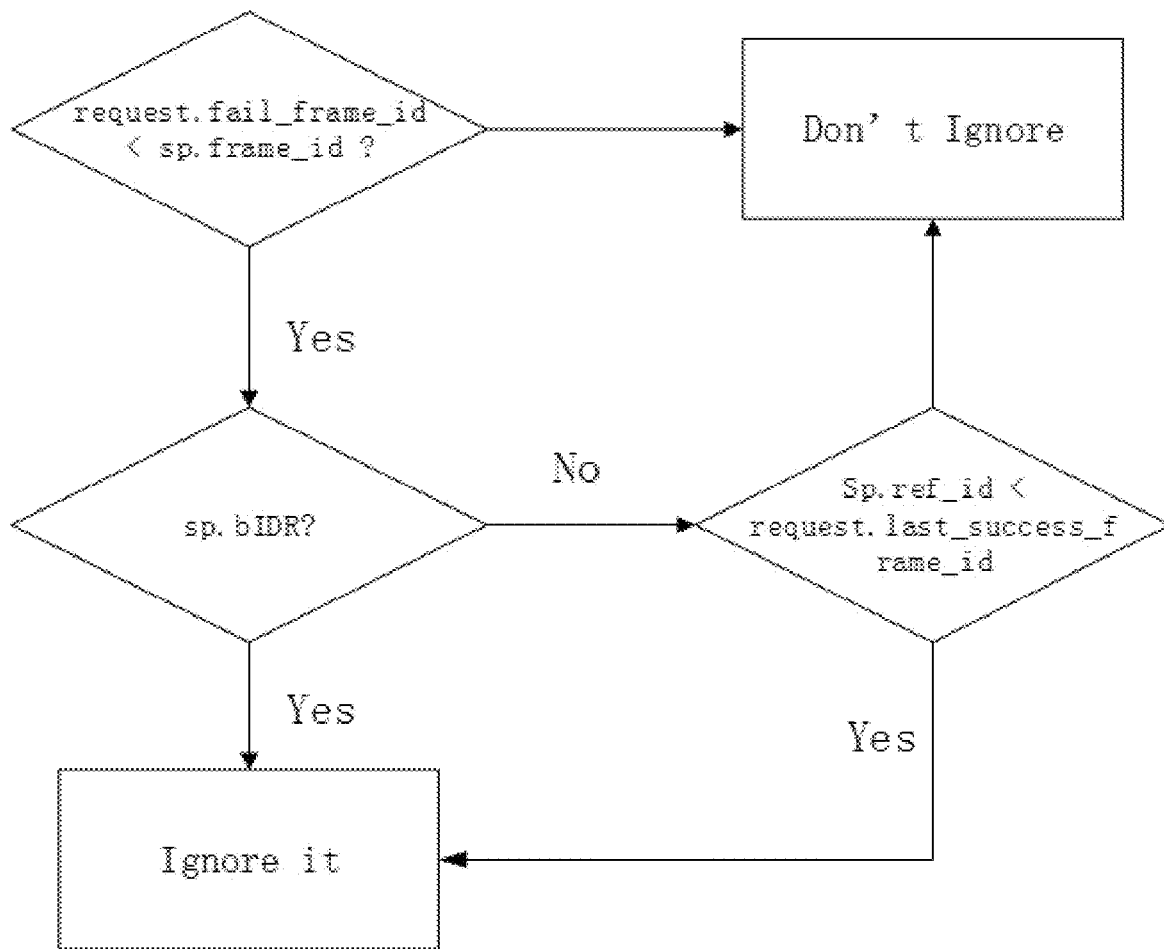 request.fail_frame_id
< sp.frame_id ?
Don't Ignore
Yes
sp.bIDR?
No
Sp.ref_id <
request.last_success_f
rame_id
Yes
Yes
Ignore it